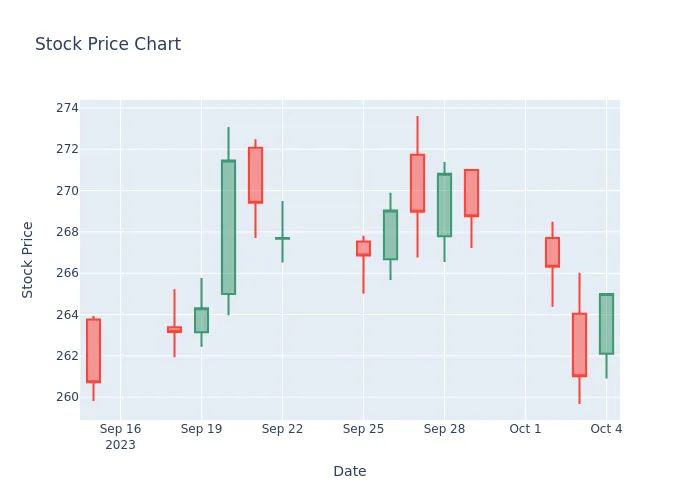 Stock Price Chart
274
272
270
268
266
264
262
260
Stock Price
Sep 16
2023
Sep 19
Sep 22
Sep 25
Sep 28
Oct 1
Oct 4
Date